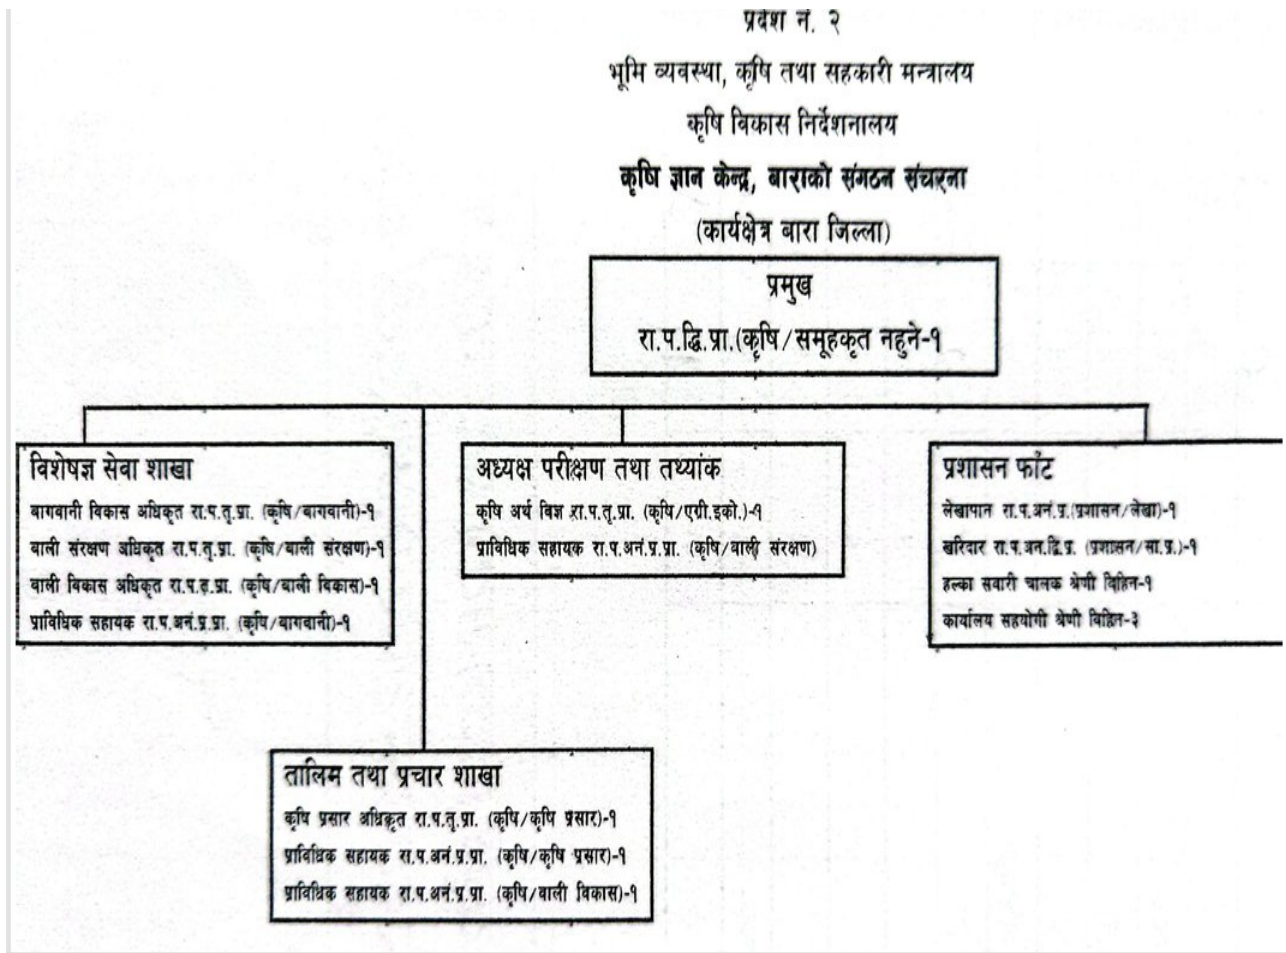 प्रदेश नं. २
भूमि व्यवस्था, कृषि तथा सहकारी मन्त्रालय
कृषि विकास निर्देशनालय
कृषि ज्ञान केन्द्र, बाराको संगठन संचरना
(कार्यक्षेत्र बारा जिल्ला)
प्रमुख
रा.प.द्धि.प्रा.(कृषि/समूहकृत नहुने-१
विशेषज्ञ सेवा शाखा
बागवानी विकास अधिकृत रा.प.तृ.प्रा. (कृषि/बागवानी)-१
बाली संरक्षण अधिकृत रा.प.तृ.प्रा. (कृषि/बाली संरक्षण)-१
वाली विकास अधिकृत रा.प.तृ.प्रा. (कृषि/बाली विकास)-१
प्राविधिक सहायक रा.प.अनं.प्र.प्रा. (कृषि/बागवानी)-१
अध्यक्ष परीक्षण तथा तथ्यांक
कृषि अर्थ विज्ञ रा.प.तृ.प्रा. (कृषि/एग्री.इको.)-१
प्राविधिक सहायक रा.प.अनं.प्र.प्रा. (कृषि/वाली संरक्षण)
प्रशासन फाँट
लेखापान रा.प.अनं.प्र.(प्रशासन/लेखा)-१
खरिदार रा.प.अन.द्वि.प्र. (प्रशासन/सा.प्र.)-१
हल्का सवारी चालक श्रेणी विहिन-१
कार्यालय सहयोगी श्रेणी विहिन-३
तालिम तथा प्रचार शाखा
कृषि प्रसार अधिकृत रा.प.तृ.प्रा. (कृषि/कृषि प्रसार)-१
प्राविधिक सहायक रा.प.अनं.प्र.प्रा. (कृषि/कृषि प्रसार)-१
प्राविधिक सहायक रा.प.अनं.प्र.प्रा. (कृषि/वाली विकास)-१